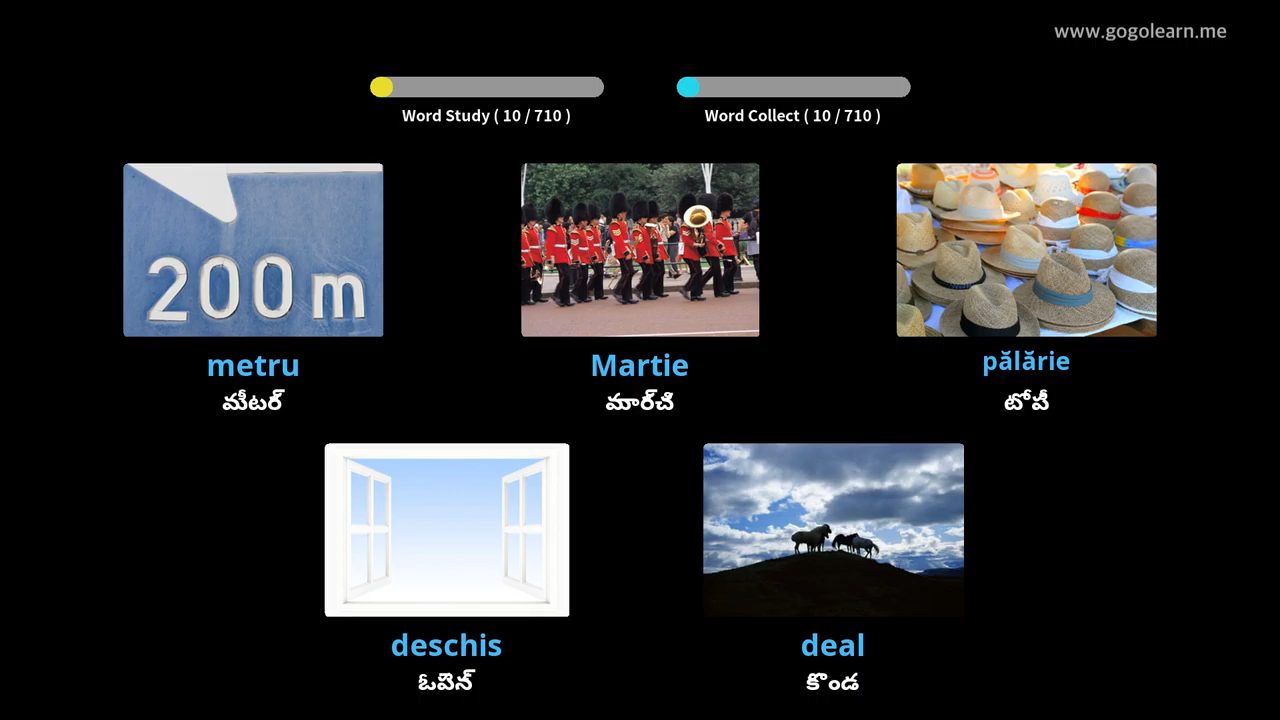 www.gogolearn.me
Word Study ( 10 / 710 )
Word Collect ( 10 / 710 )
200 m
metru
మీటర్
Martie
మార్చి
pălărie
టోపీ
deschis
ఓపెన్
deal
కొండ